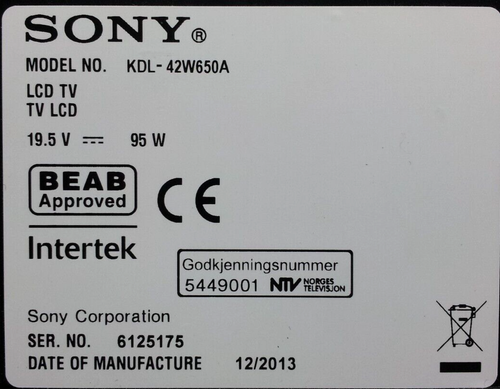 SONY®
MODEL NO. KDL-42W650A
LCD TV
TV LCD
19.5 V ⎓ 95 W
BEAB
Approved
CE
Intertek
Godkjenningsnummer
5449001 NTV NORGES TELEVISJON
Sony Corporation
SER. NO. 6125175
DATE OF MANUFACTURE 12/2013